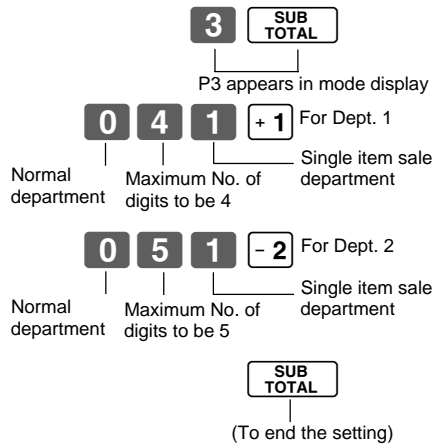 3 SUB TOTAL
P3 appears in mode display
0 4 1 + 1 For Dept. 1
Single item sale department
Normal department
Maximum No. of digits to be 4
0 5 1 - 2 For Dept. 2
Single item sale department
Normal department
Maximum No. of digits to be 5
SUB TOTAL
(To end the setting)